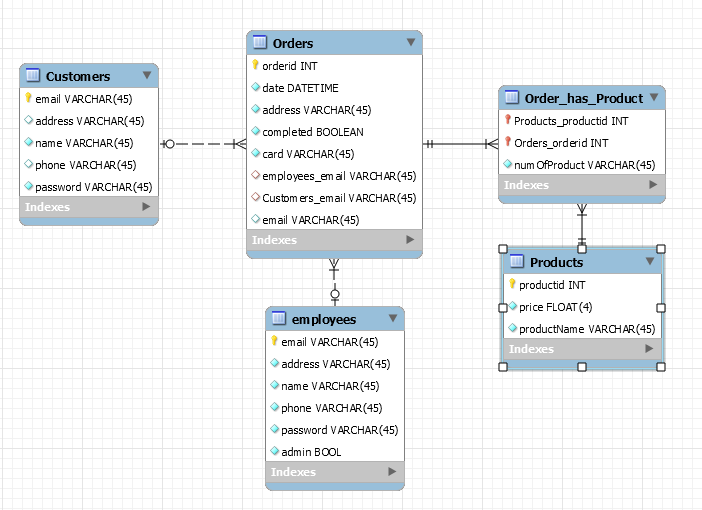 Customers
email VARCHAR(45)
address VARCHAR(45)
name VARCHAR(45)
phone VARCHAR(45)
password VARCHAR(45)
Indexes
Orders
orderid INT
date DATETIME
address VARCHAR(45)
completed BOOLEAN
card VARCHAR(45)
employees_email VARCHAR(45)
Customers_email VARCHAR(45)
email VARCHAR(45)
Indexes
Order_has_Product
Products_productid INT
Orders_orderid INT
numOfProduct VARCHAR(45)
Indexes
employees
email VARCHAR(45)
address VARCHAR(45)
name VARCHAR(45)
phone VARCHAR(45)
password VARCHAR(45)
admin BOOL
Indexes
Products
productid INT
price FLOAT(4)
productName VARCHAR(45)
Indexes